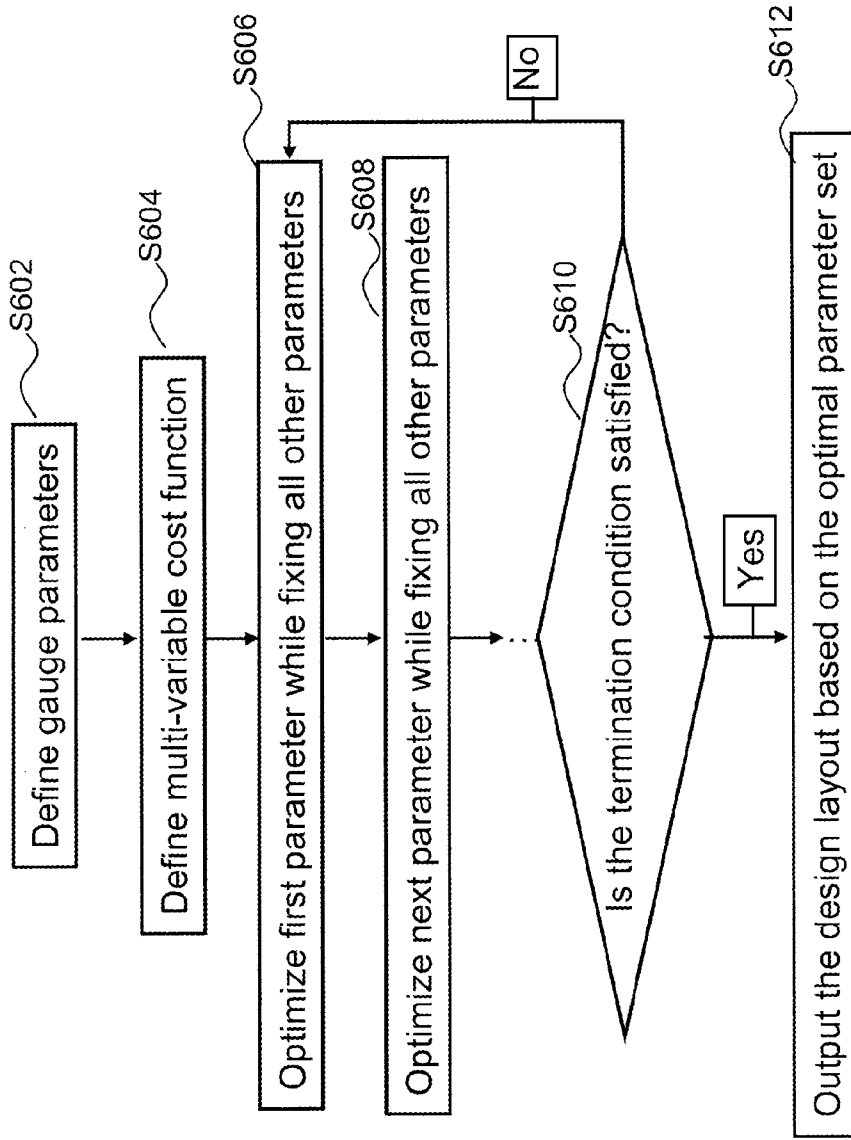 S602
Define gauge parameters
S604
Define multi-variable cost function
S606
Optimize first parameter while fixing all other parameters
S608
Optimize next parameter while fixing all other parameters
...
S610
Is the termination condition satisfied?
No
Yes
S612
Output the design layout based on the optimal parameter set